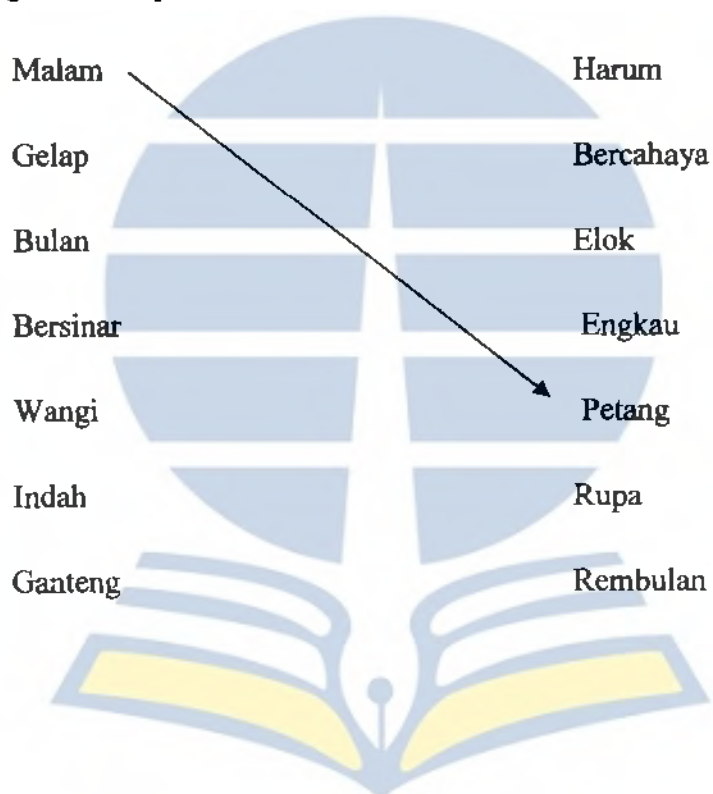 Malam Harum
Gelap Bercahaya
Bulan Elok
Bersinar Engkau
Wangi Petang
Indah Rupa
Ganteng Rembulan